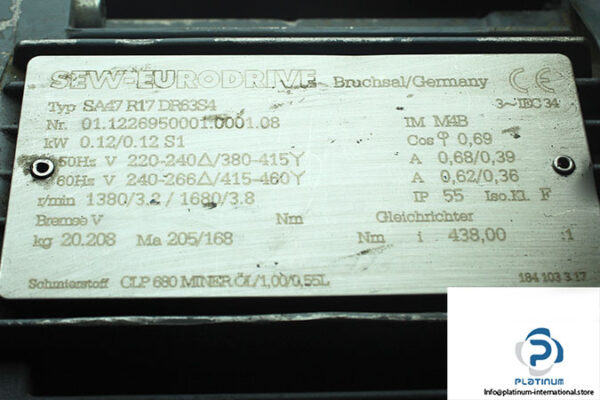 SEW-EURODRIVE Bruchsal/Germany CE
Typ SA47 R17 DR63S4 3~IEC 34
Nr. 01.1226950001.0001.08 IM M4B
kW 0.12/0.12 S1 Cos φ 0,69
50Hz V 220-240△/380-415Y A 0,68/0,39
60Hz V 240-266△/415-460Y A 0,62/0,36
r/min 1380/3.2 / 1680/3.8 IP 55 Iso.Kl. F
Bremse V Nm Gleichrichter
kg 20.208 Ma 205/168 Nm i 438,00 :1
Schmierstoff CLP 680 MINER ÖL/1,00/0,55L 184 103 3.17
PLATINUM
Info@platinum-international.store